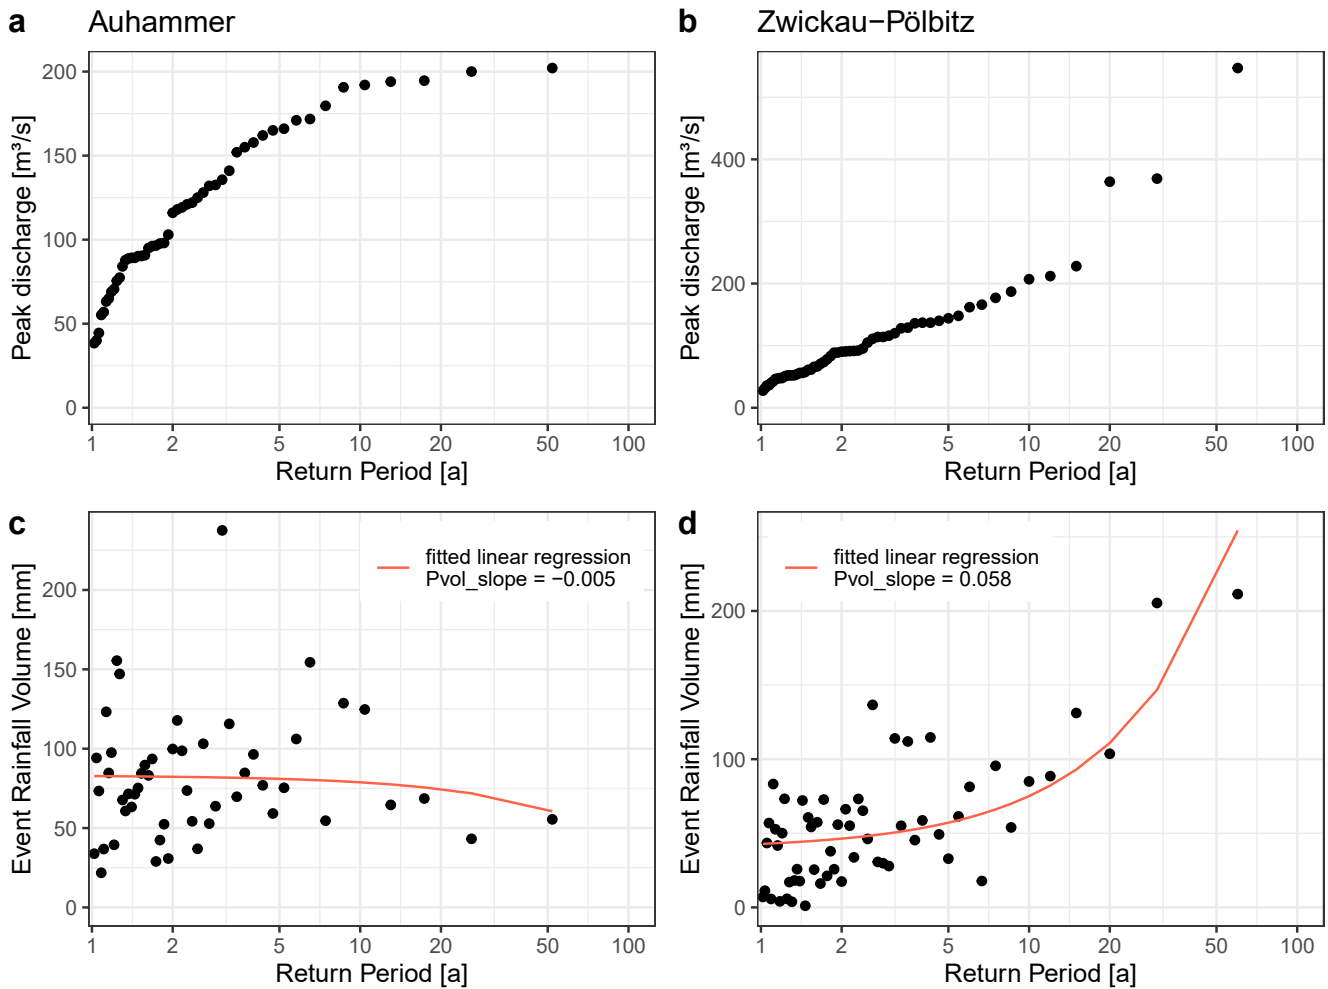 a Auhammer
Peak discharge [m³/s]
200
150
100
50
0
1 2 5 10 20 50 100
Return Period [a]
b Zwickau−Pölbitz
Peak discharge [m³/s]
400
200
0
1 2 5 10 20 50 100
Return Period [a]
c
Event Rainfall Volume [mm]
fitted linear regression
Pvol_slope = −0.005
200
150
100
50
0
1 2 5 10 20 50 100
Return Period [a]
d
Event Rainfall Volume [mm]
fitted linear regression
Pvol_slope = 0.058
200
100
0
1 2 5 10 20 50 100
Return Period [a]